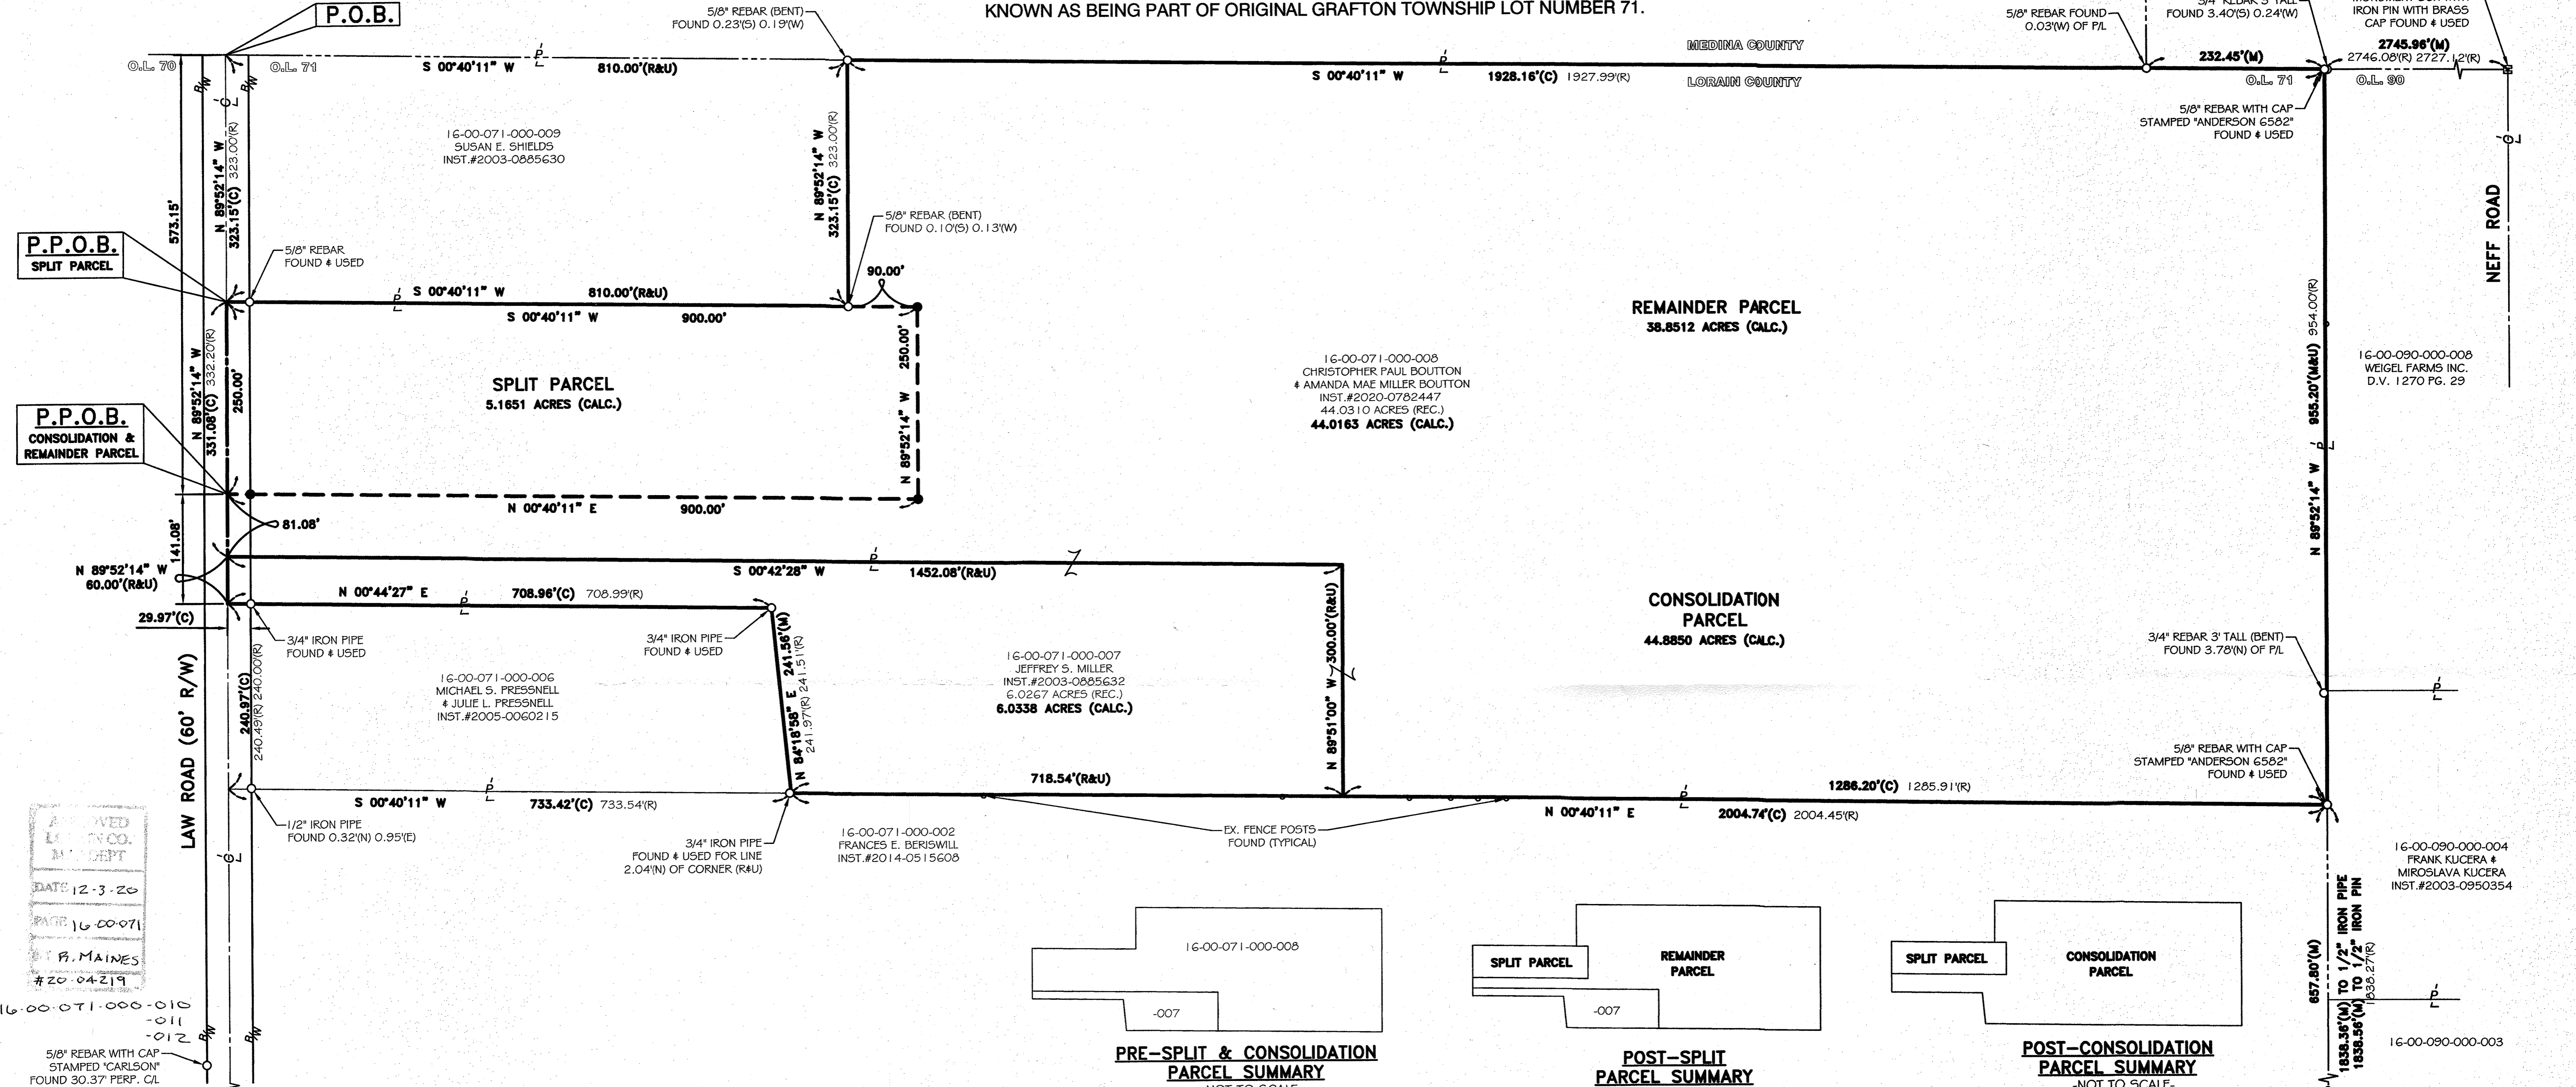 KNOWN AS BEING PART OF ORIGINAL GRAFTON TOWNSHIP LOT NUMBER 71.
P.O.B.
5/8" REBAR (BENT)
FOUND 0.23'(S) 0.19'(W)
5/8" REBAR FOUND
0.03'(W) OF P/L
3/4" REBAR 3' TALL
FOUND 3.40'(S) 0.24'(W)
IRON PIN WITH BRASS
CAP FOUND & USED
O.L. 70
O.L. 71
R/W
R/W
CL
S 00°40'11" W
PL
810.00'(R&U)
S 00°40'11" W
PL
1928.16'(C) 1927.99'(R)
MEDINA COUNTY
LORAIN COUNTY
232.45'(M)
2745.96'(M)
2746.08'(R) 2727.12'(R)
O.L. 71
O.L. 90
5/8" REBAR WITH CAP
STAMPED "ANDERSON 6582"
FOUND & USED
CL
NEFF ROAD
573.15'
N 89°52'14" W
323.15'(C) 323.00'(R)
16-00-071-000-009
SUSAN E. SHIELDS
INST.#2003-0885630
N 89°52'14" W
323.15'(C) 323.00'(R)
5/8" REBAR (BENT)
FOUND 0.10'(S) 0.13'(W)
P.P.O.B.
SPLIT PARCEL
5/8" REBAR
FOUND & USED
90.00'
PL
S 00°40'11" W
810.00'(R&U)
S 00°40'11" W
900.00'
REMAINDER PARCEL
38.8512 ACRES (CALC.)
N 89°52'14" W
331.08'(C) 332.20'(R)
250.00'
SPLIT PARCEL
5.1651 ACRES (CALC.)
N 89°52'14" W
250.00'
16-00-071-000-008
CHRISTOPHER PAUL BOUTTON
& AMANDA MAE MILLER BOUTTON
INST.#2020-0782447
44.0310 ACRES (REC.)
44.0163 ACRES (CALC.)
N 89°52'14" W
PL
955.20'(M&U) 954.00'(R)
16-00-090-000-008
WEIGEL FARMS INC.
D.V. 1270 PG. 29
P.P.O.B.
CONSOLIDATION &
REMAINDER PARCEL
N 00°40'11" E
900.00'
81.08'
141.08'
N 89°52'14" W
60.00'(R&U)
PL
S 00°42'28" W
1452.08'(R&U)
N 00°44'27" E
PL
708.96'(C) 708.99'(R)
29.97'(C)
3/4" IRON PIPE
FOUND & USED
3/4" IRON PIPE
FOUND & USED
N 84°18'58" E 241.56'(M)
241.97'(R) 241.51'(R)
N 89°51'00" W 300.00'(R&U)
CONSOLIDATION
PARCEL
44.8850 ACRES (CALC.)
3/4" REBAR 3' TALL (BENT)
FOUND 3.78'(N) OF P/L
PL
LAW ROAD (60' R/W)
240.97'(C)
240.49'(R) 240.00'(R)
16-00-071-000-006
MICHAEL S. PRESSNELL
& JULIE L. PRESSNELL
INST.#2005-0060215
16-00-071-000-007
JEFFREY S. MILLER
INST.#2003-0885632
6.0267 ACRES (REC.)
6.0338 ACRES (CALC.)
5/8" REBAR WITH CAP
STAMPED "ANDERSON 6582"
FOUND & USED
718.54'(R&U)
1286.20'(C) 1285.91'(R)
S 00°40'11" W
PL
733.42'(C) 733.54'(R)
N 00°40'11" E
PL
2004.74'(C) 2004.45'(R)
CL
1/2" IRON PIPE
FOUND 0.32'(N) 0.95'(E)
3/4" IRON PIPE
FOUND & USED FOR LINE
2.04'(N) OF CORNER (R&U)
16-00-071-000-002
FRANCES E. BERISWILL
INST.#2014-0515608
EX. FENCE POSTS
FOUND (TYPICAL)
16-00-090-000-004
FRANK KUCERA &
MIROSLAVA KUCERA
INST.#2003-0950354
DATE 12-3-20
PAGE 16-00-071
BY R. MAINES
#20-04219
16-00-071-000-010
-011
-012
R/W
R/W
5/8" REBAR WITH CAP
STAMPED "CARLSON"
FOUND 30.37' PERP. C/L
16-00-071-000-008
-007
PRE-SPLIT & CONSOLIDATION
PARCEL SUMMARY
-NOT TO SCALE-
SPLIT PARCEL
REMAINDER
PARCEL
-007
POST-SPLIT
PARCEL SUMMARY
SPLIT PARCEL
CONSOLIDATION
PARCEL
POST-CONSOLIDATION
PARCEL SUMMARY
-NOT TO SCALE-
657.80'(M)
1838.36'(M) TO 1/2" IRON PIPE
1838.56'(M) TO 1/2" IRON PIN
1838.27'(R)
PL
16-00-090-000-003